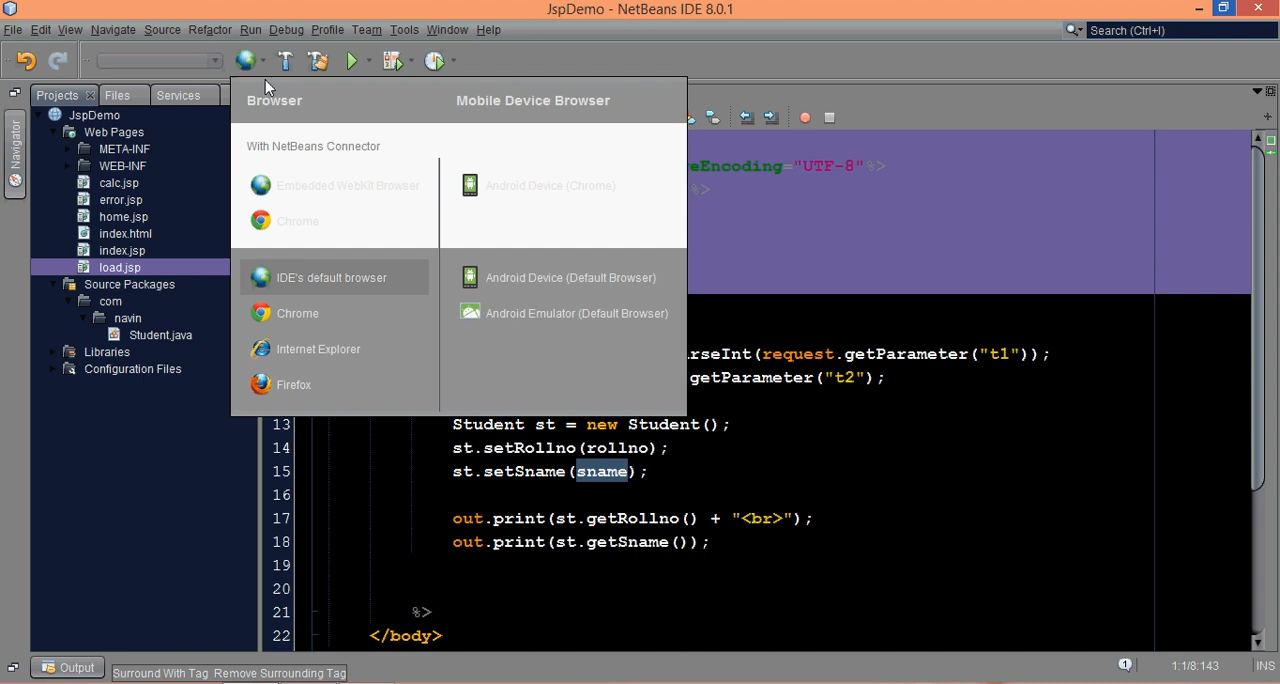 JspDemo - NetBeans IDE 8.0.1
File Edit View Navigate Source Refactor Run Debug Profile Team Tools Window Help
Search (Ctrl+I)
Projects Files Services
Navigator
JspDemo
Web Pages
META-INF
WEB-INF
calc.jsp
error.jsp
home.jsp
index.html
index.jsp
load.jsp
Source Packages
com
navin
Student.java
Libraries
Configuration Files
Browser
Mobile Device Browser
With NetBeans Connector
Embedded WebKit Browser
Android Device (Chrome)
Chrome
IDE's default browser
Android Device (Default Browser)
Chrome
Android Emulator (Default Browser)
Internet Explorer
Firefox
eEncoding="UTF-8"%>
%>
rseInt(request.getParameter("t1"));
getParameter("t2");
13 Student st = new Student();
14 st.setRollno(rollno);
15 st.setSname(sname);
16
17 out.print(st.getRollno() + "<br>");
18 out.print(st.getSname());
19
20
21 %>
22 </body>
Output
Surround With Tag Remove Surrounding Tag
1
1:1/8:143
INS